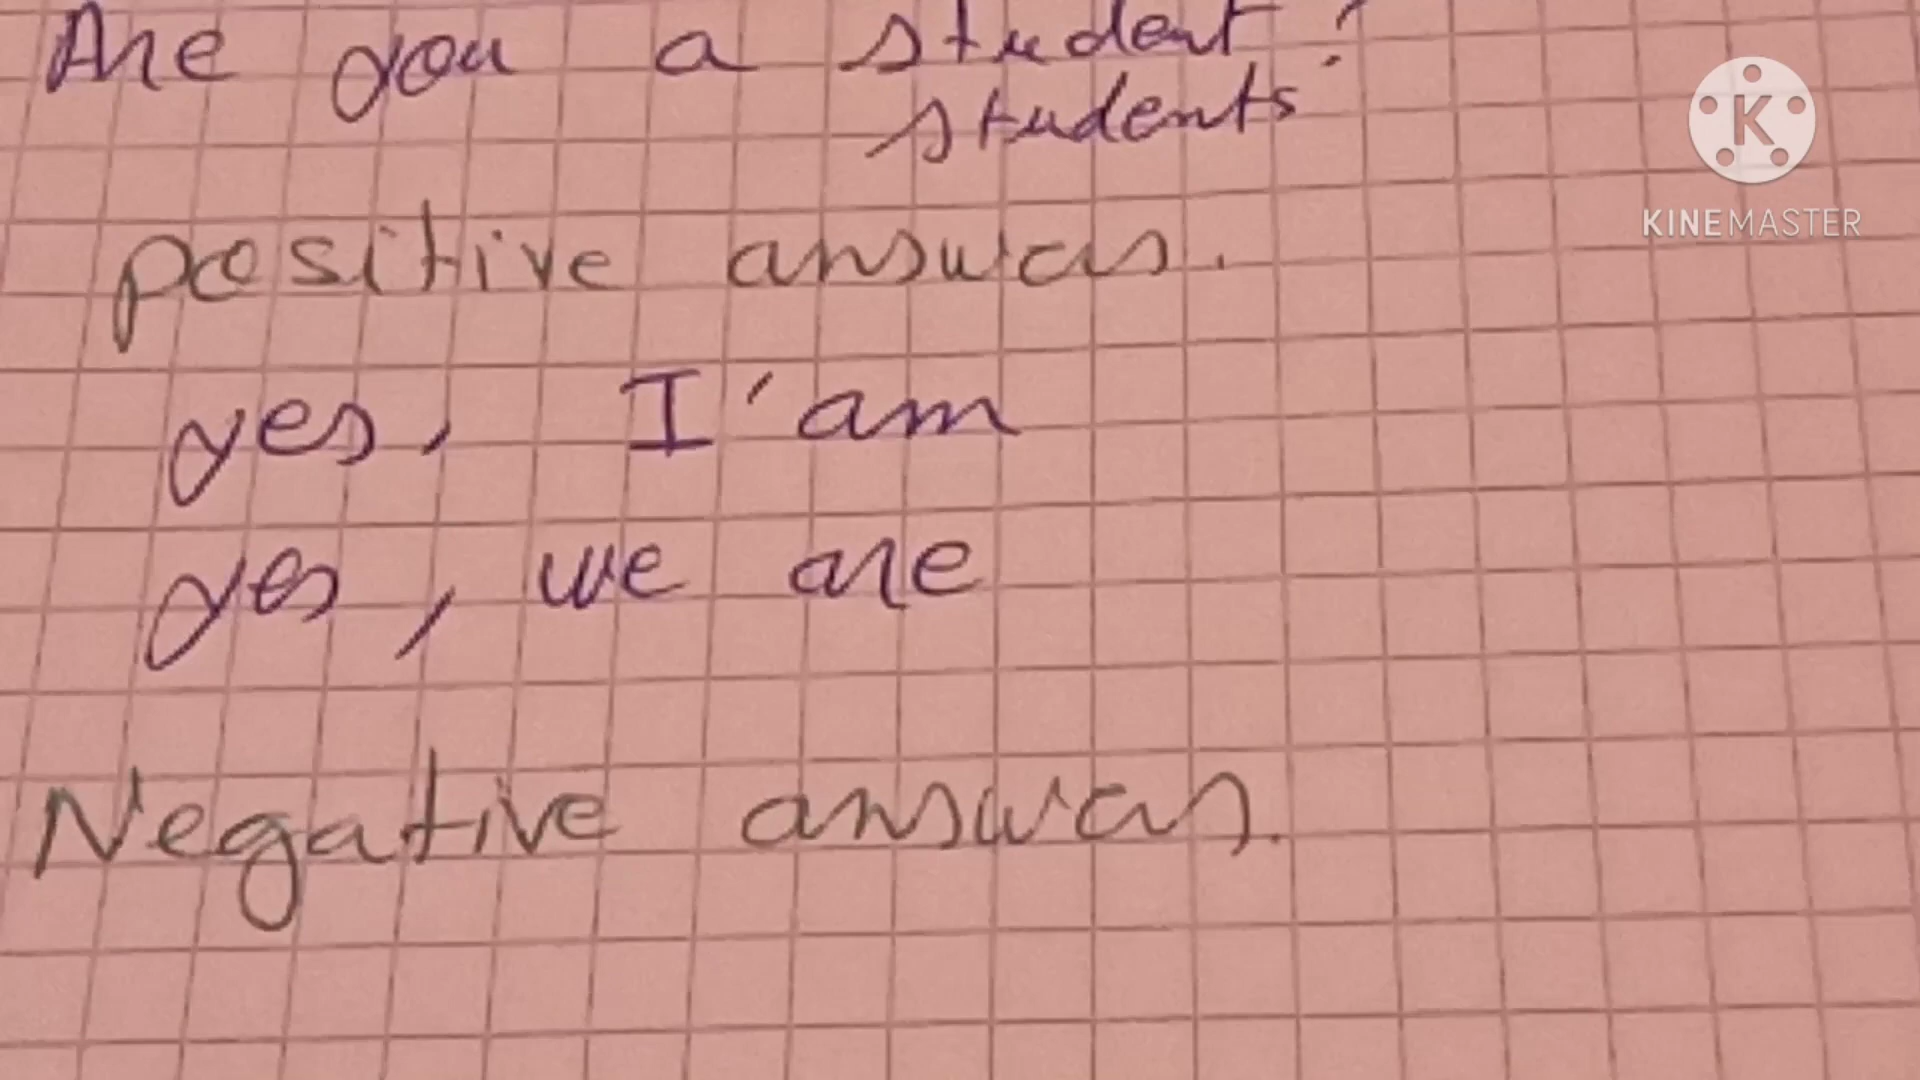 Are you a student?
students
K
KINEMASTER
positive answers.
yes, I'am
yes, we are
Negative answers.